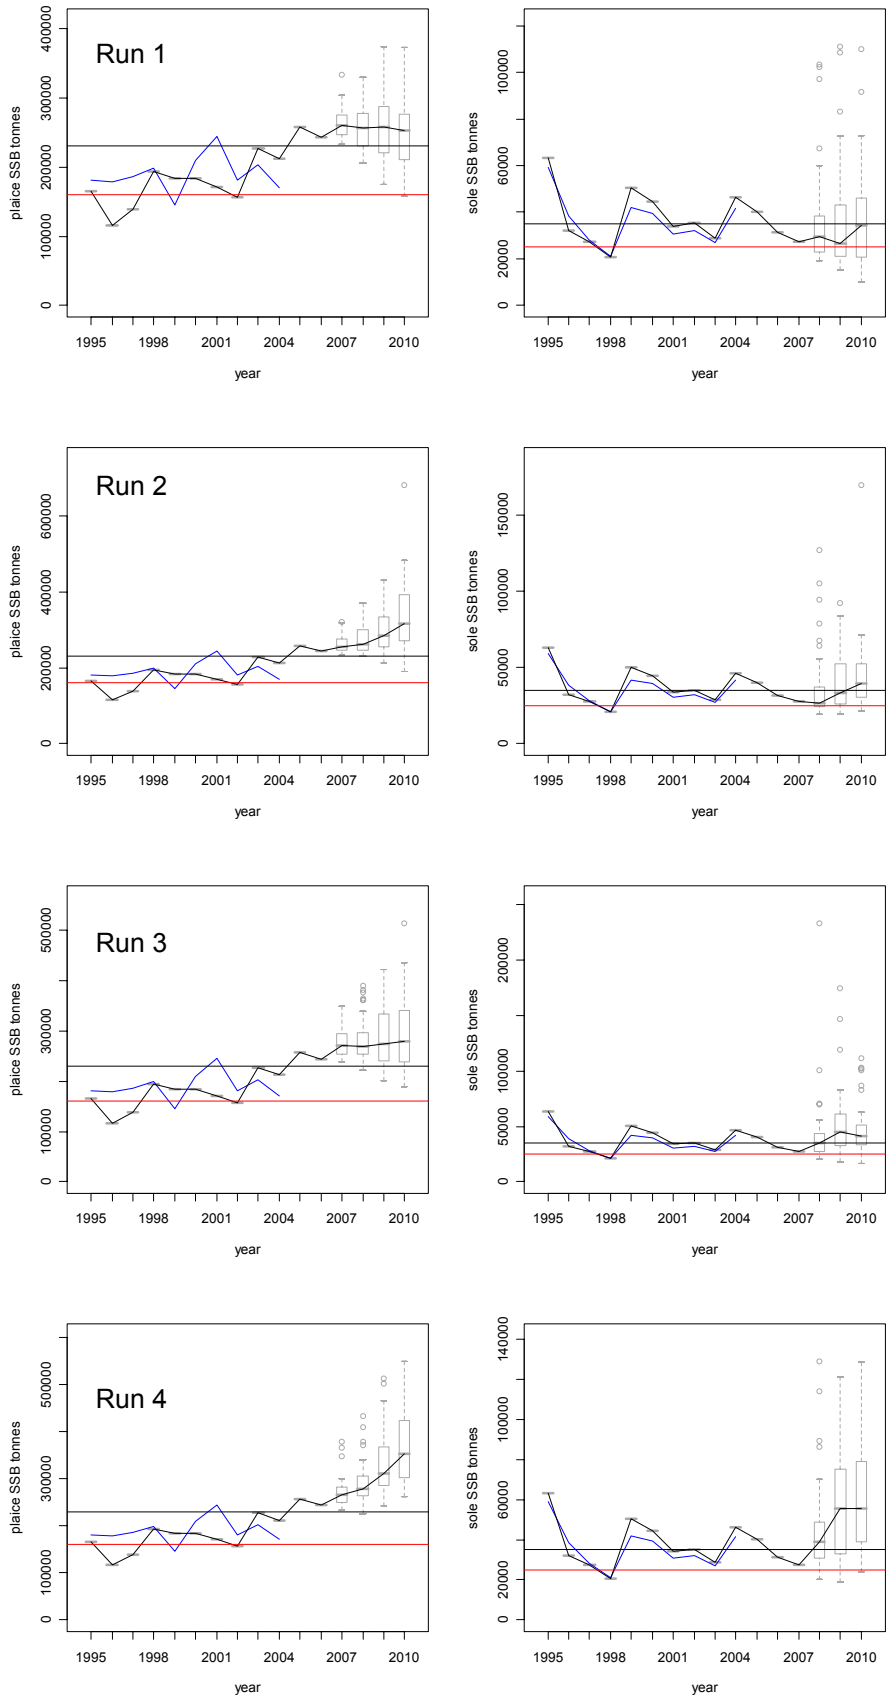 Run 1
plaice SSB tonnes
0 100000 200000 300000 400000
1995 1998 2001 2004 2007 2010
year
sole SSB tonnes
0 20000 60000 100000
1995 1998 2001 2004 2007 2010
year
Run 2
plaice SSB tonnes
0 200000 400000 600000
1995 1998 2001 2004 2007 2010
year
sole SSB tonnes
0 50000 100000 150000
1995 1998 2001 2004 2007 2010
year
Run 3
plaice SSB tonnes
0 100000 300000 500000
1995 1998 2001 2004 2007 2010
year
sole SSB tonnes
0 50000 100000 200000
1995 1998 2001 2004 2007 2010
year
Run 4
plaice SSB tonnes
0 100000 300000 500000
1995 1998 2001 2004 2007 2010
year
sole SSB tonnes
0 20000 60000 100000 140000
1995 1998 2001 2004 2007 2010
year